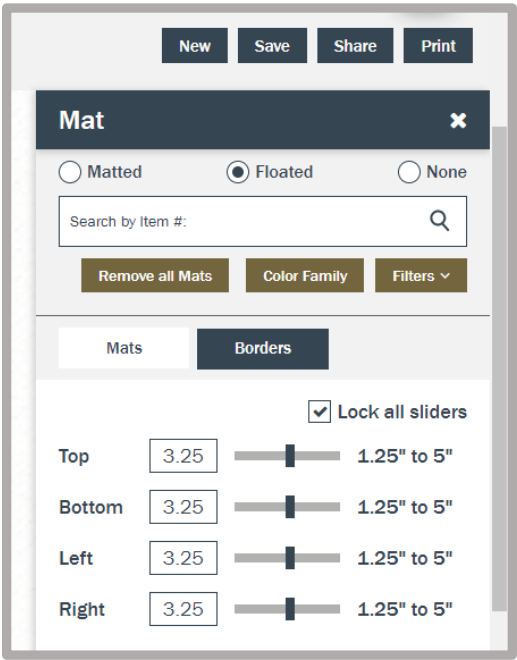 New Save Share Print
Mat
Matted Floated None
Search by Item #:
Remove all Mats Color Family Filters
Mats Borders
Lock all sliders
Top 3.25 1.25" to 5"
Bottom 3.25 1.25" to 5"
Left 3.25 1.25" to 5"
Right 3.25 1.25" to 5"